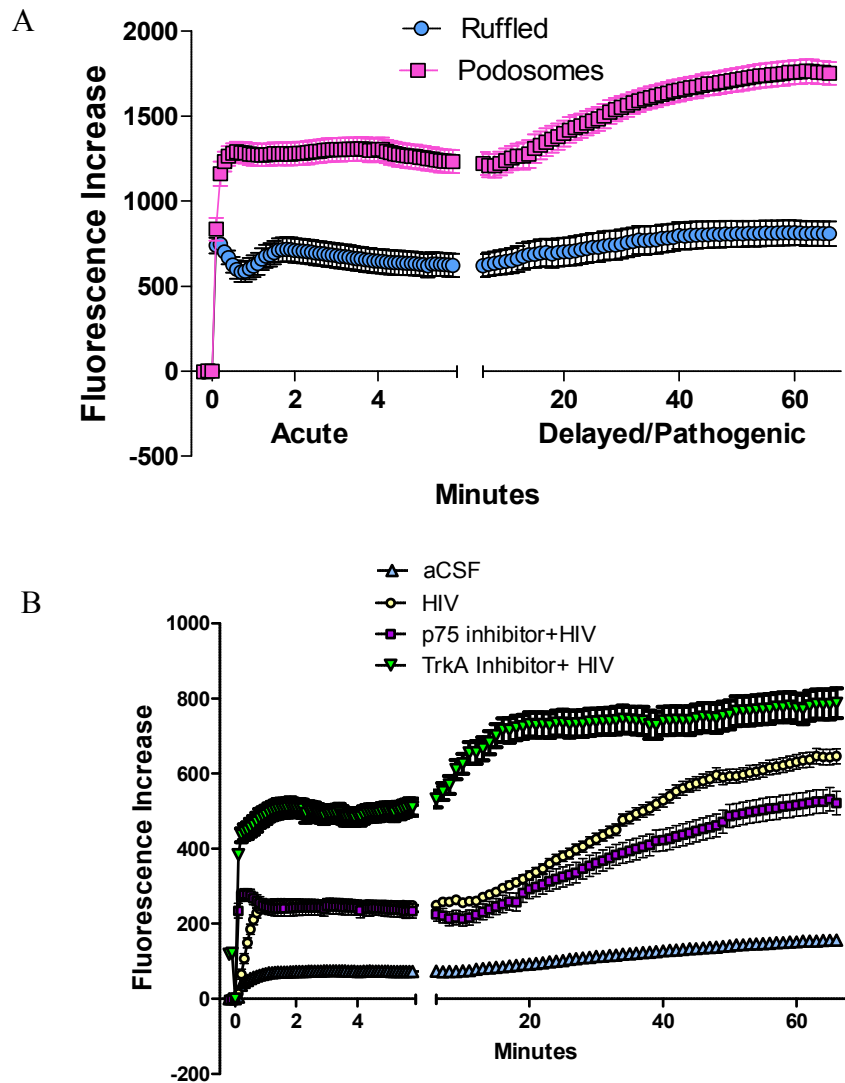 A
Ruffled
Podosomes
Fluorescence Increase
2000
1500
1000
500
0
-500
0 2 4 20 40 60
Acute Delayed/Pathogenic
Minutes
B
aCSF
HIV
p75 inhibitor+HIV
TrkA Inhibitor+ HIV
Fluorescence Increase
1000
800
600
400
200
0
-200
0 2 4 20 40 60
Minutes